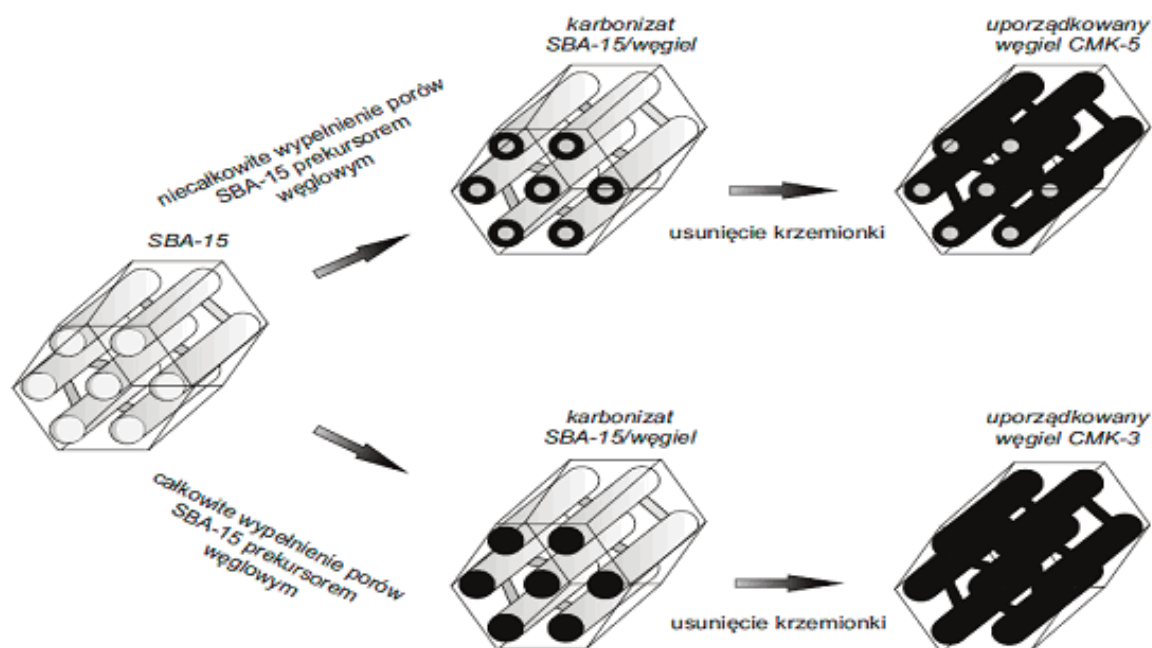 karbonizat
SBA-15/węgiel
uporządkowany
węgiel CMK-5
niecałkowite wypełnienie porów
SBA-15 prekursorem
węglowym
usunięcie krzemionki
SBA-15
całkowite wypełnienie porów
SBA-15 prekursorem
węglowym
karbonizat
SBA-15/węgiel
uporządkowany
węgiel CMK-3
usunięcie krzemionki